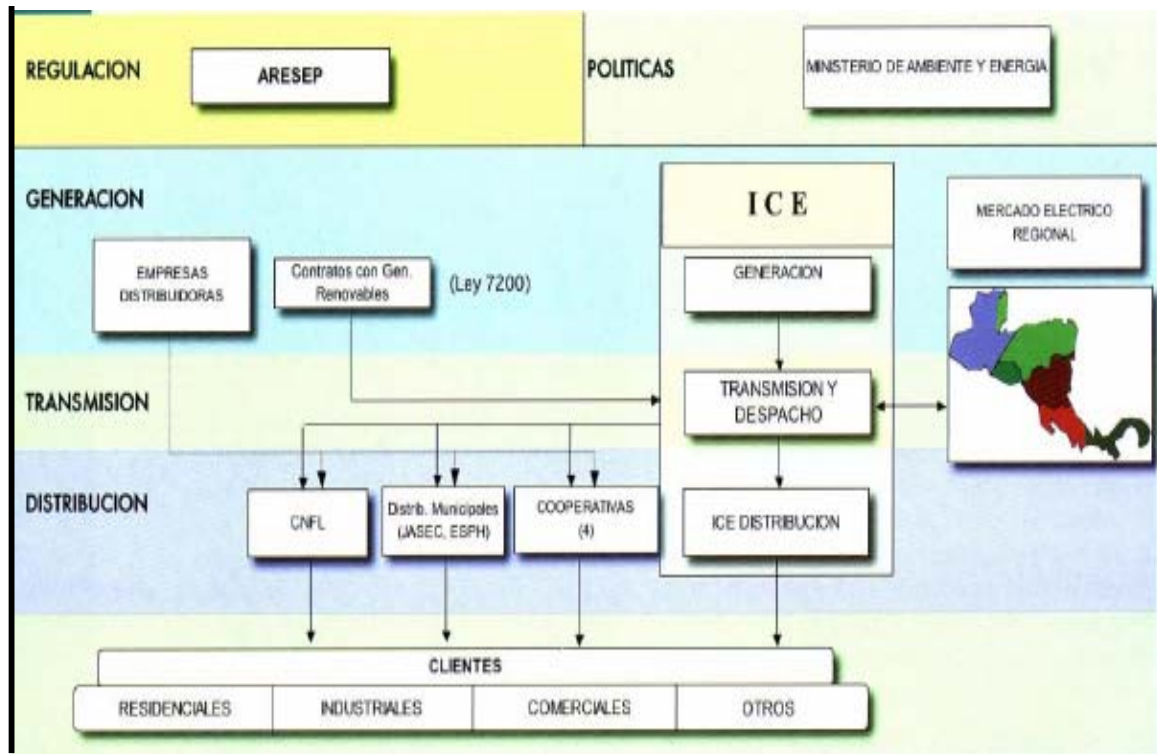 REGULACION
ARESEP
POLITICAS
MINISTERIO DE AMBIENTE Y ENERGIA
GENERACION
EMPRESAS
DISTRIBUIDORAS
Contratos con Gen.
Renovables
(Ley 7200)
ICE
GENERACION
MERCADO ELECTRICO
REGIONAL
TRANSMISION
TRANSMISION Y
DESPACHO
DISTRIBUCION
CNFL
Distrib. Municipales
(JASEC, ESPH)
COOPERATIVAS
(4)
ICE DISTRIBUCION
CLIENTES
RESIDENCIALES
INDUSTRIALES
COMERCIALES
OTROS